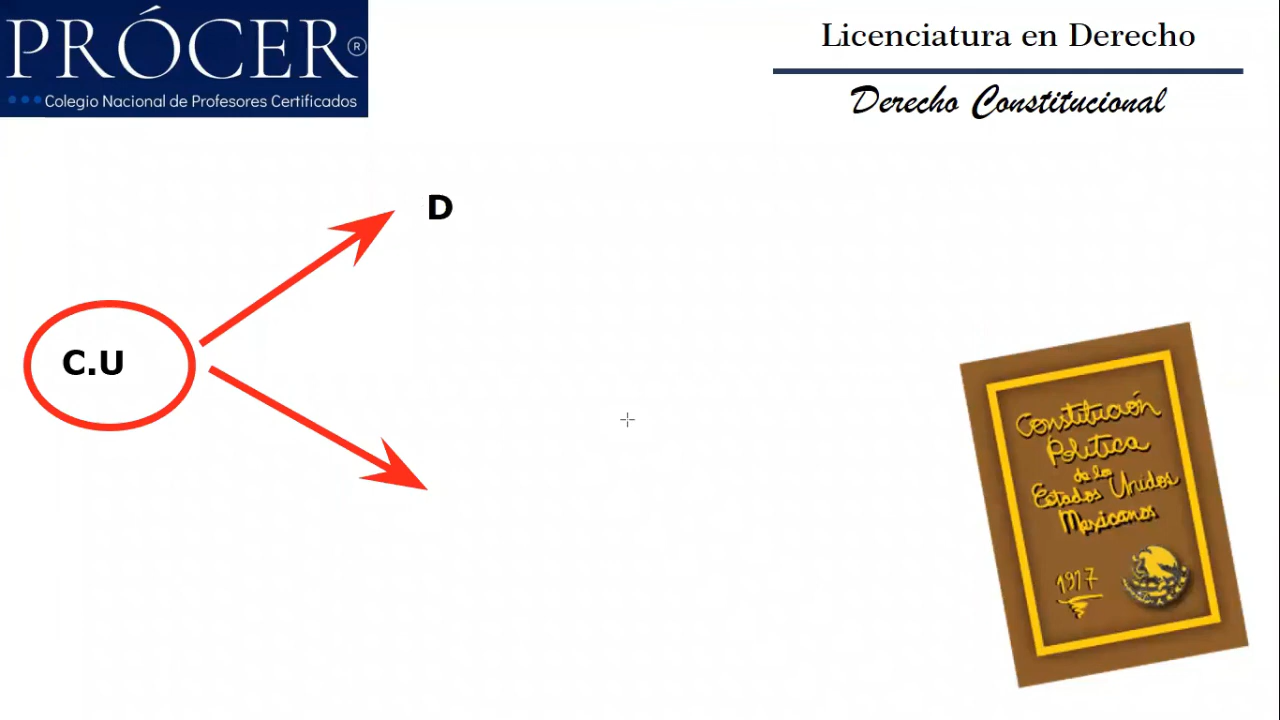 PRÓCER®
Colegio Nacional de Profesores Certificados
Licenciatura en Derecho
Derecho Constitucional
D
C.U
Constitución
Política
de los
Estados Unidos
Mexicanos
1917